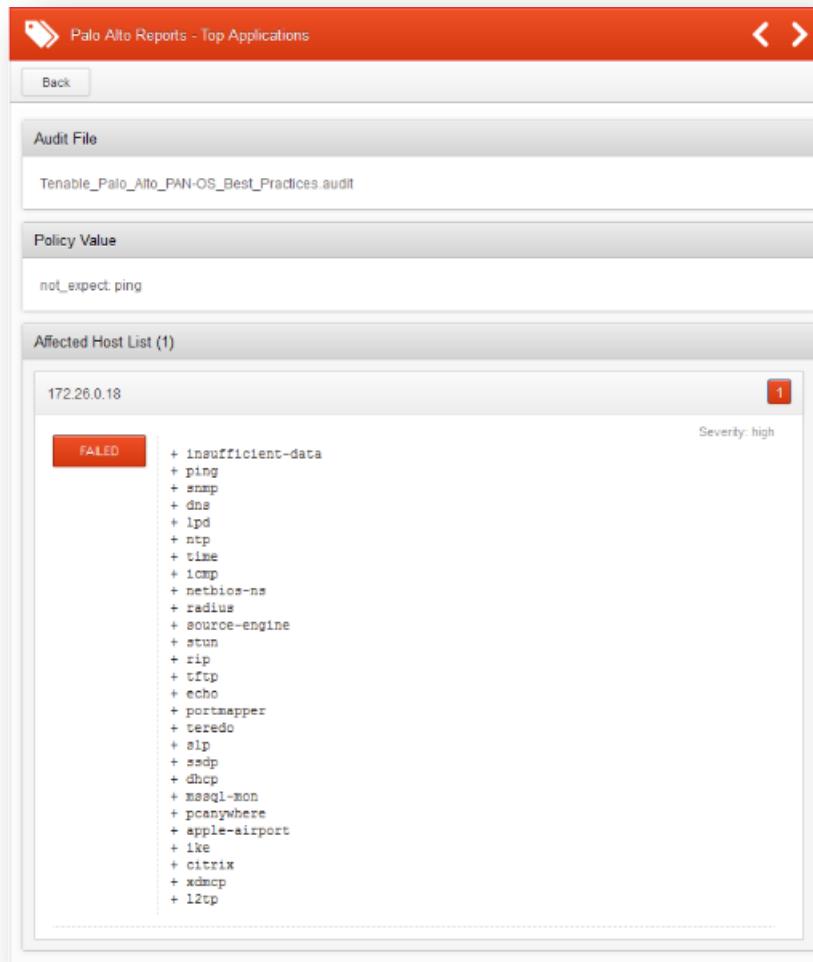 Palo Alto Reports - Top Applications
Back
Audit File
Tenable_Palo_Alto_PAN-OS_Best_Practices.audit
Policy Value
not_expect: ping
Affected Host List (1)
172.26.0.18
1
Severity: high
FAILED
+ insufficient-data
+ ping
+ snmp
+ dns
+ lpd
+ ntp
+ time
+ icmp
+ netbios-ns
+ radius
+ source-engine
+ stun
+ rip
+ tftp
+ echo
+ portmapper
+ teredo
+ slp
+ ssdp
+ dhcp
+ mssql-mon
+ pcanywhere
+ apple-airport
+ ike
+ citrix
+ xdmcp
+ l2tp